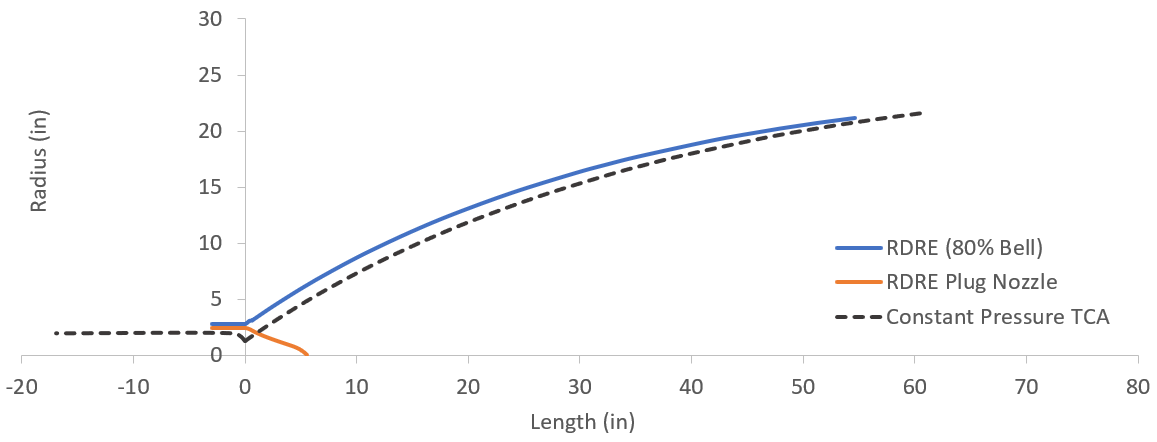 30
25
20
15
10
5
0
Radius (in)
-20 -10 0 10 20 30 40 50 60 70 80
Length (in)
RDRE (80% Bell)
RDRE Plug Nozzle
Constant Pressure TCA